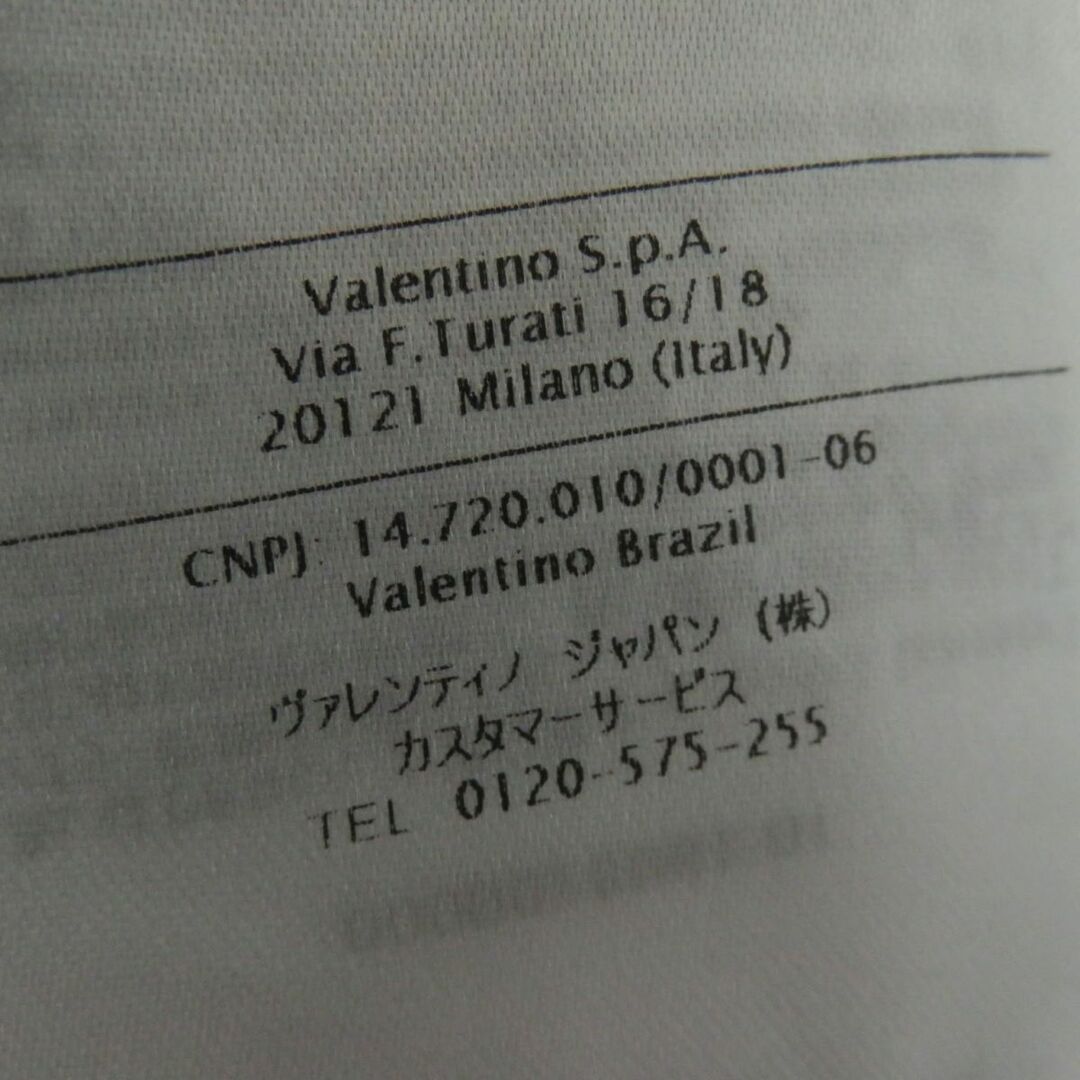 Valentino S.p.A.
Via F.Turati 16/18
20121 Milano (Italy)
CNPJ: 14.720.010/0001-06
Valentino Brazil
ヴァレンティノ ジャパン (株)
カスタマーサービス
TEL 0120-575-255